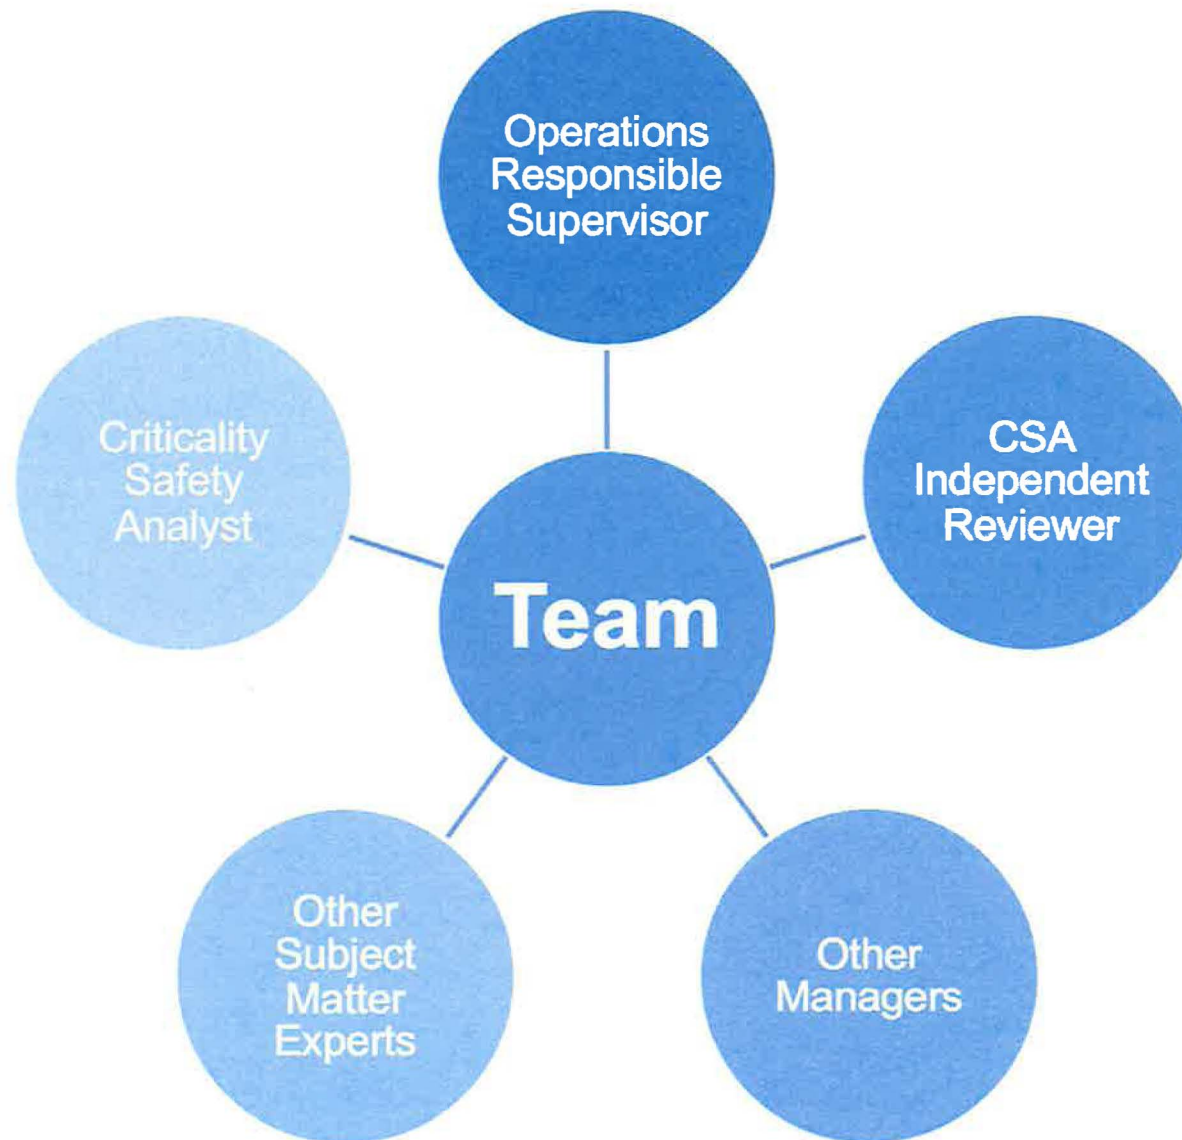 Operations
Responsible
Supervisor
CSA
Independent
Reviewer
Other
Managers
Other
Subject
Matter
Experts
Criticality
Safety
Analyst
Team